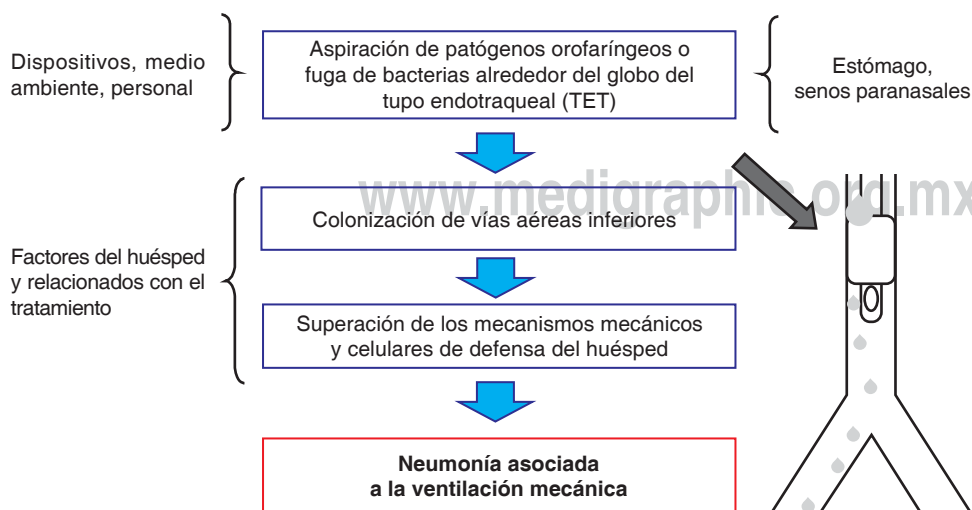 Dispositivos, medio
ambiente, personal
Aspiración de patógenos orofaríngeos o
fuga de bacterias alrededor del globo del
tupo endotraqueal (TET)
Estómago,
senos paranasales
www.medigraphic.org.mx
Factores del huésped
y relacionados con el
tratamiento
Colonización de vías aéreas inferiores
Superación de los mecanismos mecánicos
y celulares de defensa del huésped
Neumonía asociada
a la ventilación mecánica